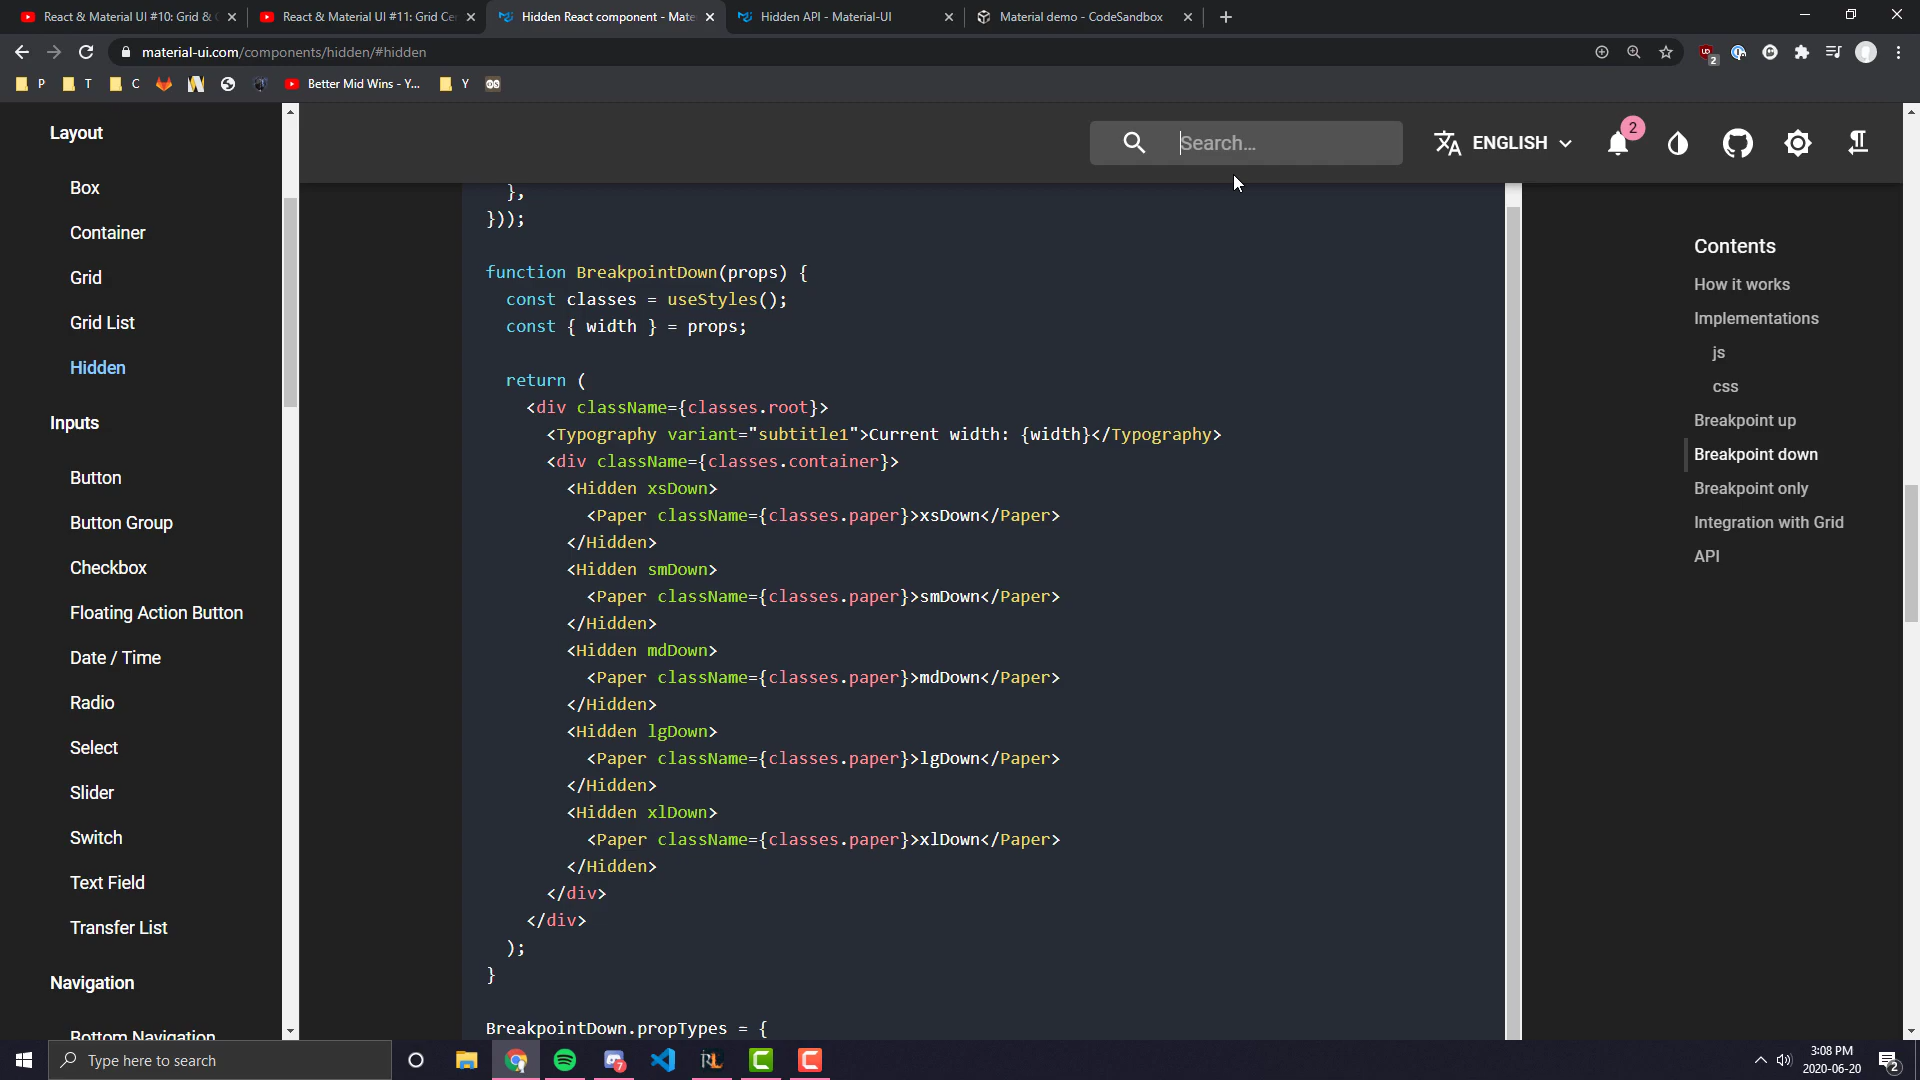 React & Material UI #10: Grid &
React & Material UI #11: Grid Ce
Hidden React component - Mate
Hidden API - Material-UI
Material demo - CodeSandbox
material-ui.com/components/hidden/#hidden
2
P
T
C
Better Mid Wins - Y...
Y
Layout
Box
Container
Grid
Grid List
Hidden
Inputs
Button
Button Group
Checkbox
Floating Action Button
Date / Time
Radio
Select
Slider
Switch
Text Field
Transfer List
Navigation
Bottom Navigation
Search…
ENGLISH
2
},
}));
function BreakpointDown(props) {
const classes = useStyles();
const { width } = props;
return (
<div className={classes.root}>
<Typography variant="subtitle1">Current width: {width}</Typography>
<div className={classes.container}>
<Hidden xsDown>
<Paper className={classes.paper}>xsDown</Paper>
</Hidden>
<Hidden smDown>
<Paper className={classes.paper}>smDown</Paper>
</Hidden>
<Hidden mdDown>
<Paper className={classes.paper}>mdDown</Paper>
</Hidden>
<Hidden lgDown>
<Paper className={classes.paper}>lgDown</Paper>
</Hidden>
<Hidden xlDown>
<Paper className={classes.paper}>xlDown</Paper>
</Hidden>
</div>
</div>
);
}
BreakpointDown.propTypes = {
Contents
How it works
Implementations
js
css
Breakpoint up
Breakpoint down
Breakpoint only
Integration with Grid
API
Type here to search
7
3:08 PM
2020-06-20
2